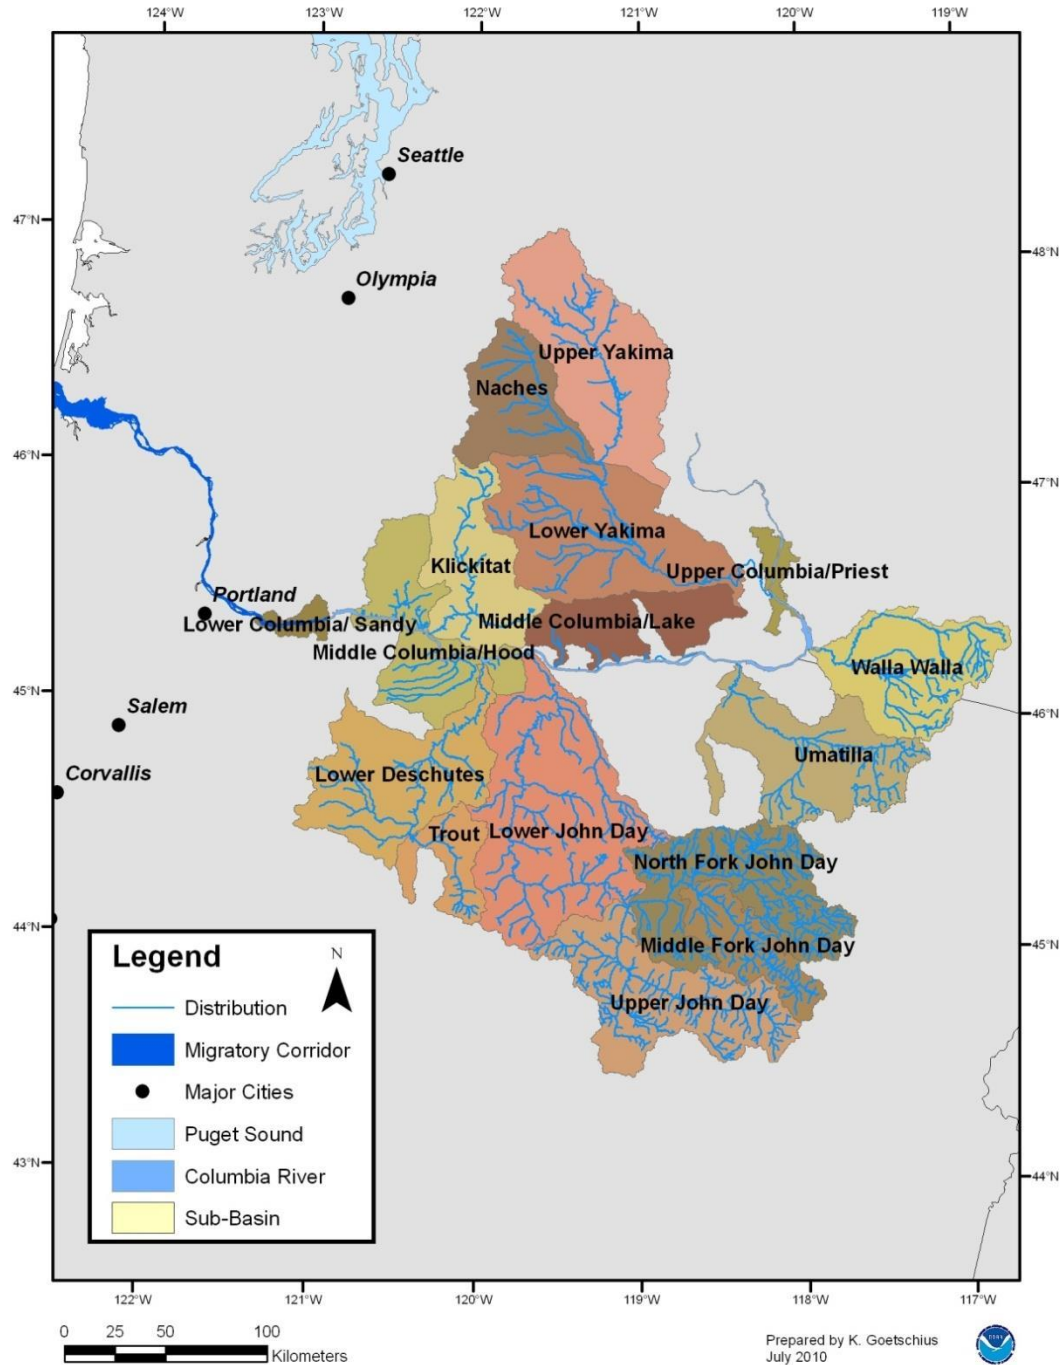 124°W 123°W 122°W 121°W 120°W 119°W
Seattle
47°N
48°N
Olympia
Upper Yakima
Naches
46°N
47°N
Lower Yakima
Klickitat
Upper Columbia/Priest
Portland
Lower Columbia/ Sandy
Middle Columbia/Lake
Middle Columbia/Hood
Walla Walla
45°N
46°N
Salem
Umatilla
Corvallis
Lower Deschutes
Trout
Lower John Day
North Fork John Day
44°N
45°N
Middle Fork John Day
Upper John Day
Legend
N
Distribution
Migratory Corridor
Major Cities
Puget Sound
Columbia River
Sub-Basin
43°N
44°N
122°W 121°W 120°W 119°W 118°W 117°W
0 25 50 100
Kilometers
Prepared by K. Goetschius
July 2010